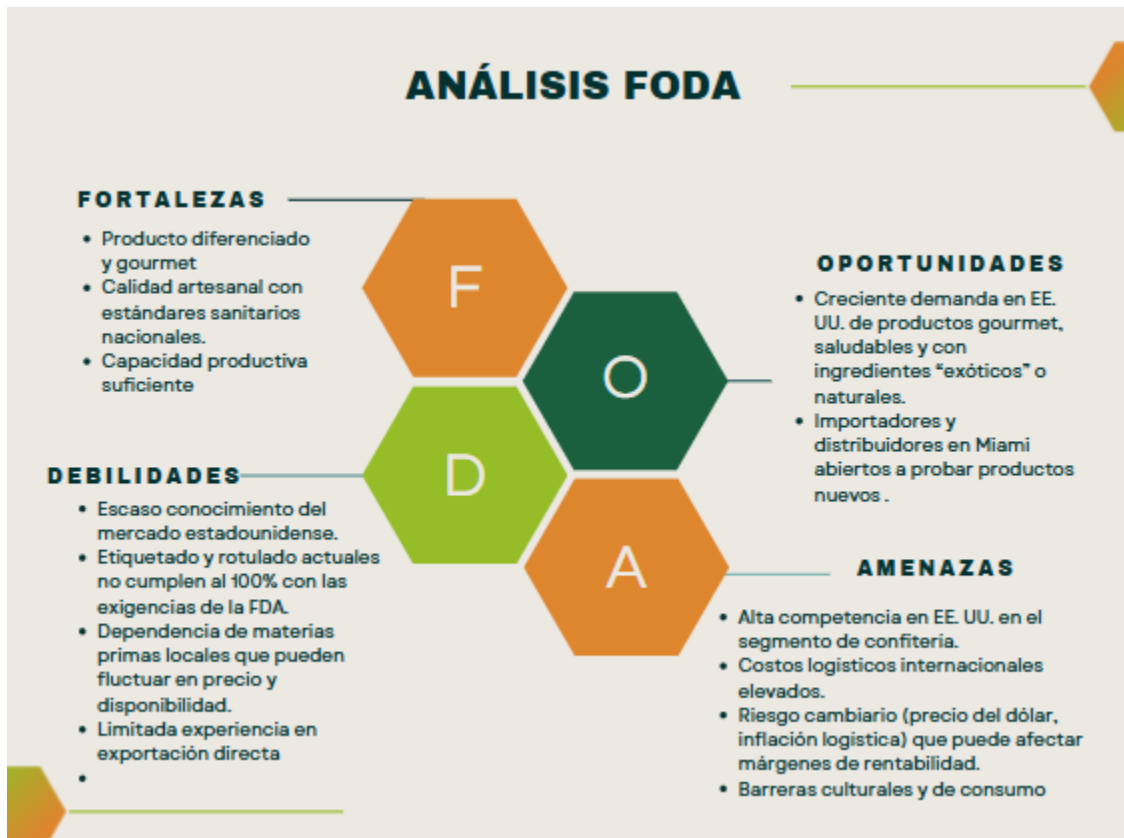 ANÁLISIS FODA
FORTALEZAS
• Producto diferenciado
y gourmet
• Calidad artesanal con
estándares sanitarios
nacionales.
• Capacidad productiva
suficiente
F
OPORTUNIDADES
• Creciente demanda en EE.
UU. de productos gourmet,
saludables y con
ingredientes “exóticos” o
naturales.
• Importadores y
distribuidores en Miami
abiertos a probar productos
nuevos .
O
DEBILIDADES
• Escaso conocimiento del
mercado estadounidense.
• Etiquetado y rotulado actuales
no cumplen al 100% con las
exigencias de la FDA.
• Dependencia de materias
primas locales que pueden
fluctuar en precio y
disponibilidad.
• Limitada experiencia en
exportación directa
•
D
AMENAZAS
• Alta competencia en EE. UU. en el
segmento de confitería.
• Costos logísticos internacionales
elevados.
• Riesgo cambiario (precio del dólar,
inflación logística) que puede afectar
márgenes de rentabilidad.
• Barreras culturales y de consumo
A